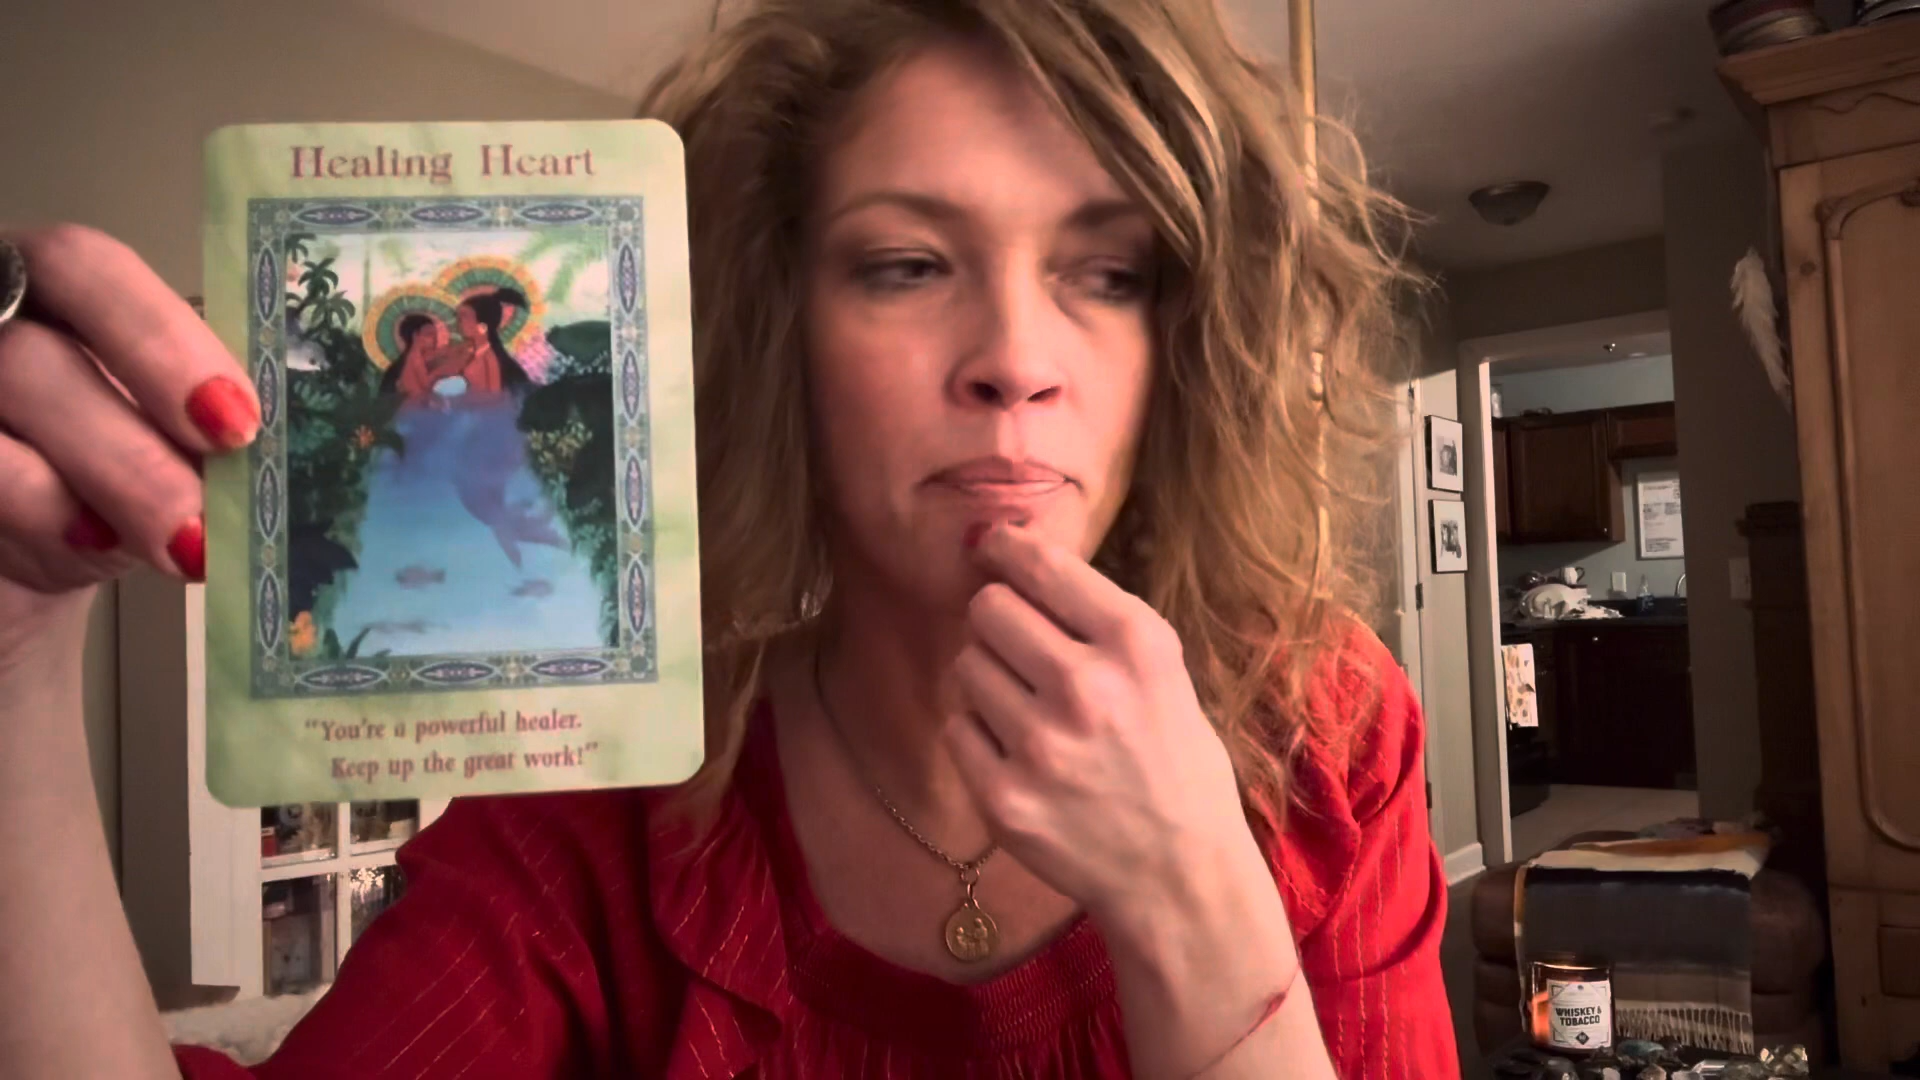 Healing Heart
“You're a powerful healer.
Keep up the great work!”
WHISKEY &
TOBACCO